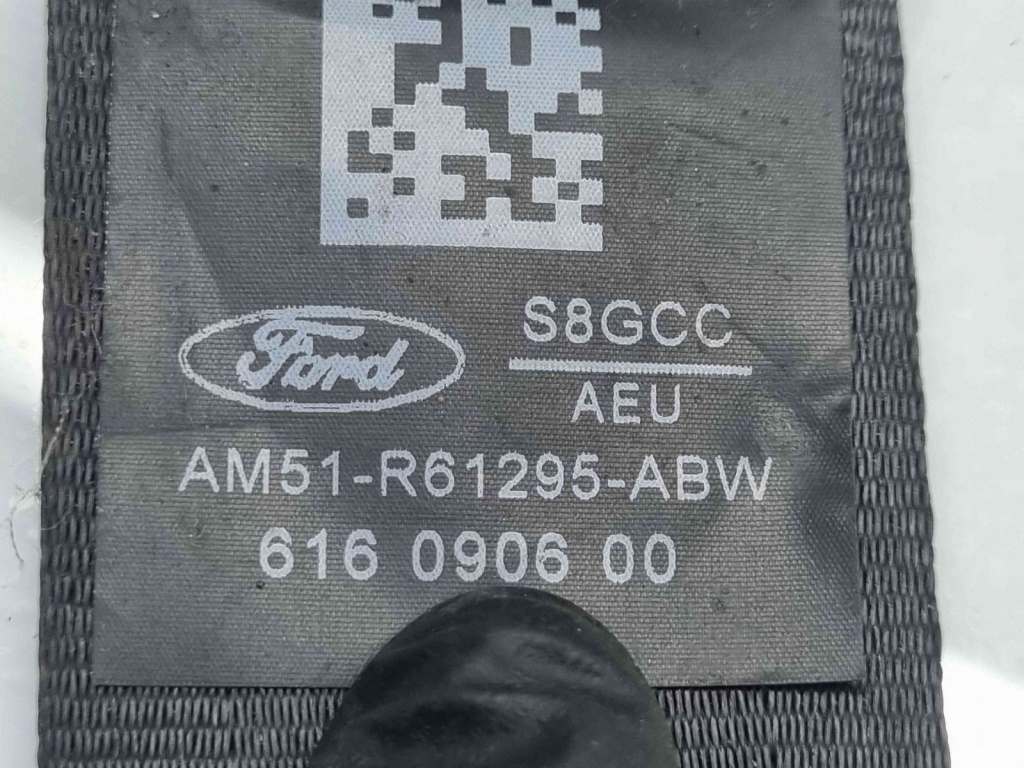 Ford
S8GCC
AEU
AM51-R61295-ABW
616 0906 00